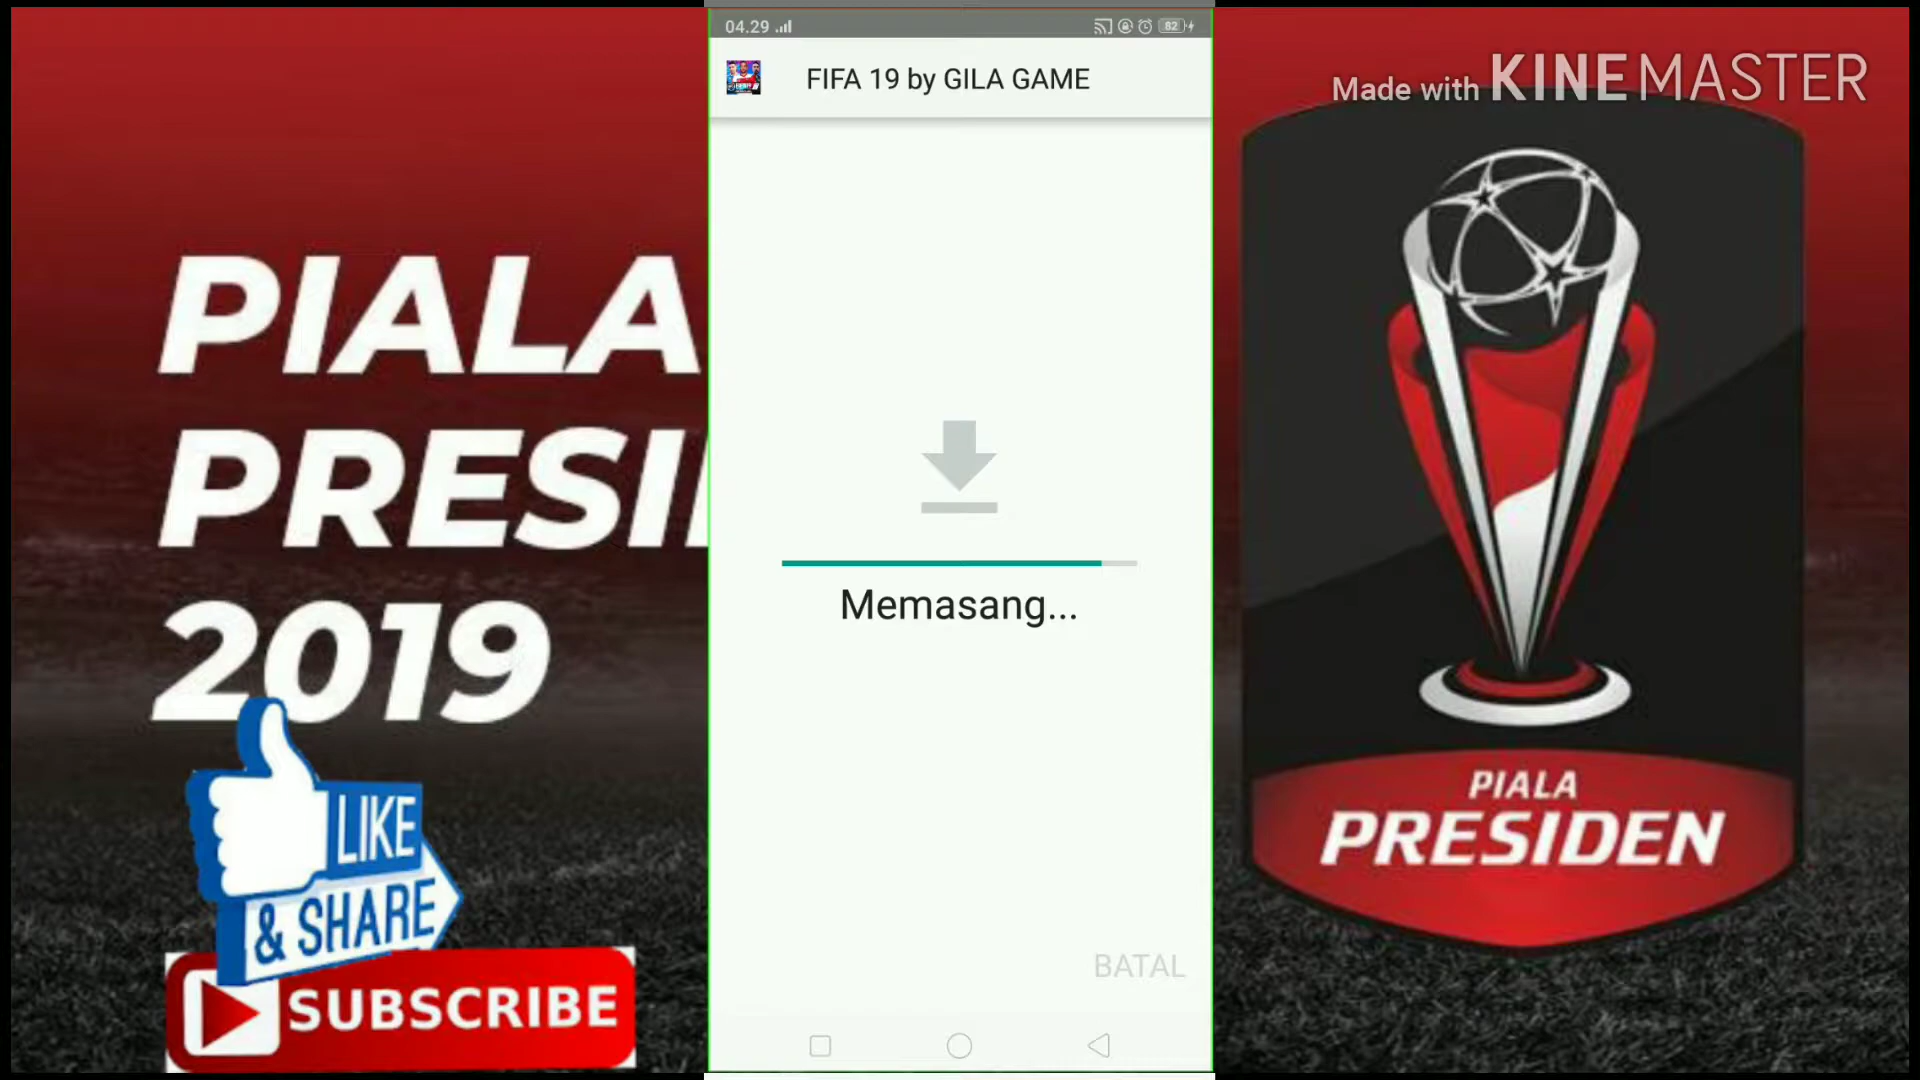 04.29
82
FIFA 19 by GILA GAME
Made with KINEMASTER
PIALA
PRESI
2019
Memasang...
LIKE
& SHARE
SUBSCRIBE
BATAL
PIALA
PRESIDEN